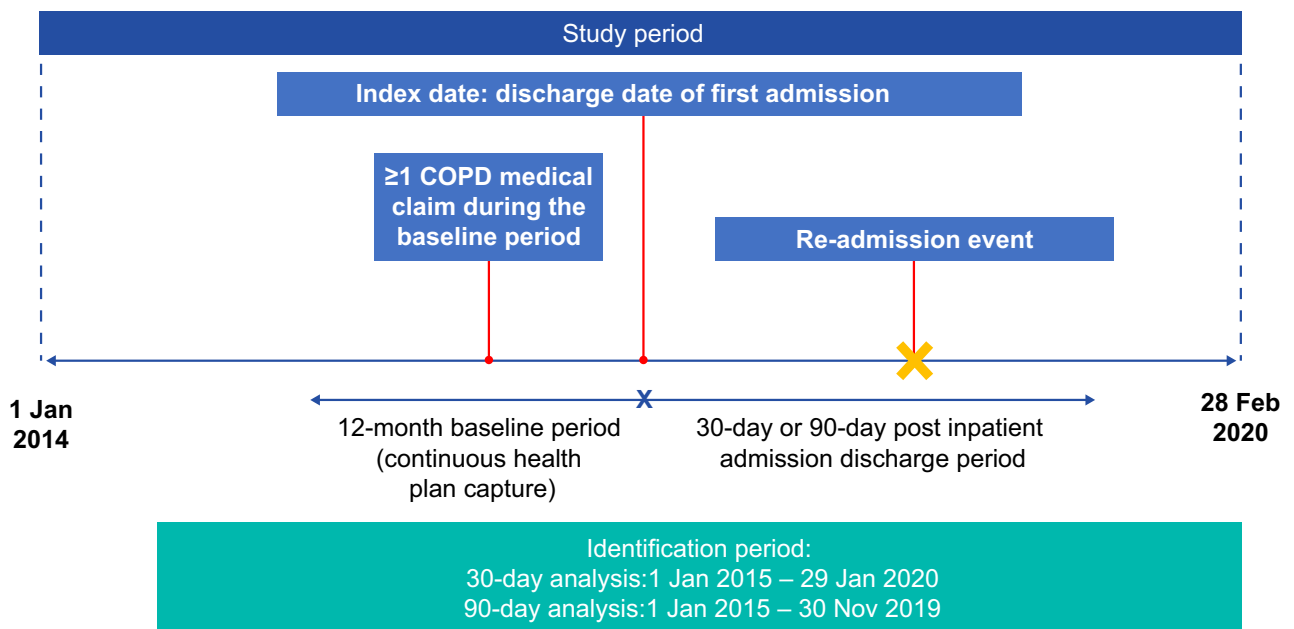 Study period
Index date: discharge date of first admission
≥1 COPD medical
claim during the
baseline period
Re-admission event
1 Jan
2014
28 Feb
2020
X
12-month baseline period
(continuous health
plan capture)
30-day or 90-day post inpatient
admission discharge period
Identification period:
30-day analysis:1 Jan 2015 – 29 Jan 2020
90-day analysis:1 Jan 2015 – 30 Nov 2019